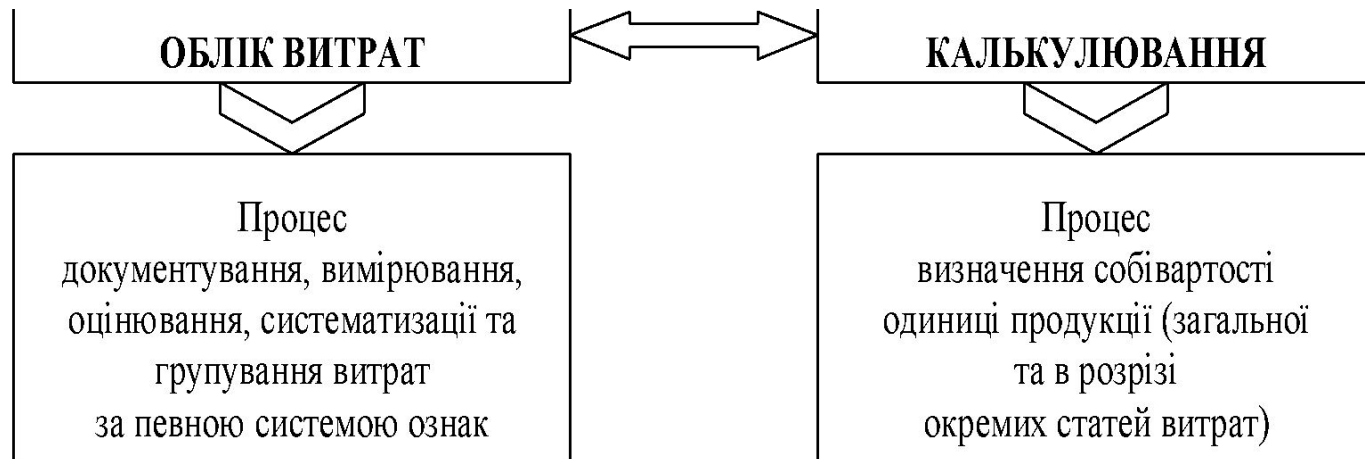 ОБЛІК ВИТРАТ
КАЛЬКУЛЮВАННЯ
Процес
документування, вимірювання,
оцінювання, систематизації та
групування витрат
за певною системою ознак
Процес
визначення собівартості
одиниці продукції (загальної
та в розрізі
окремих статей витрат)